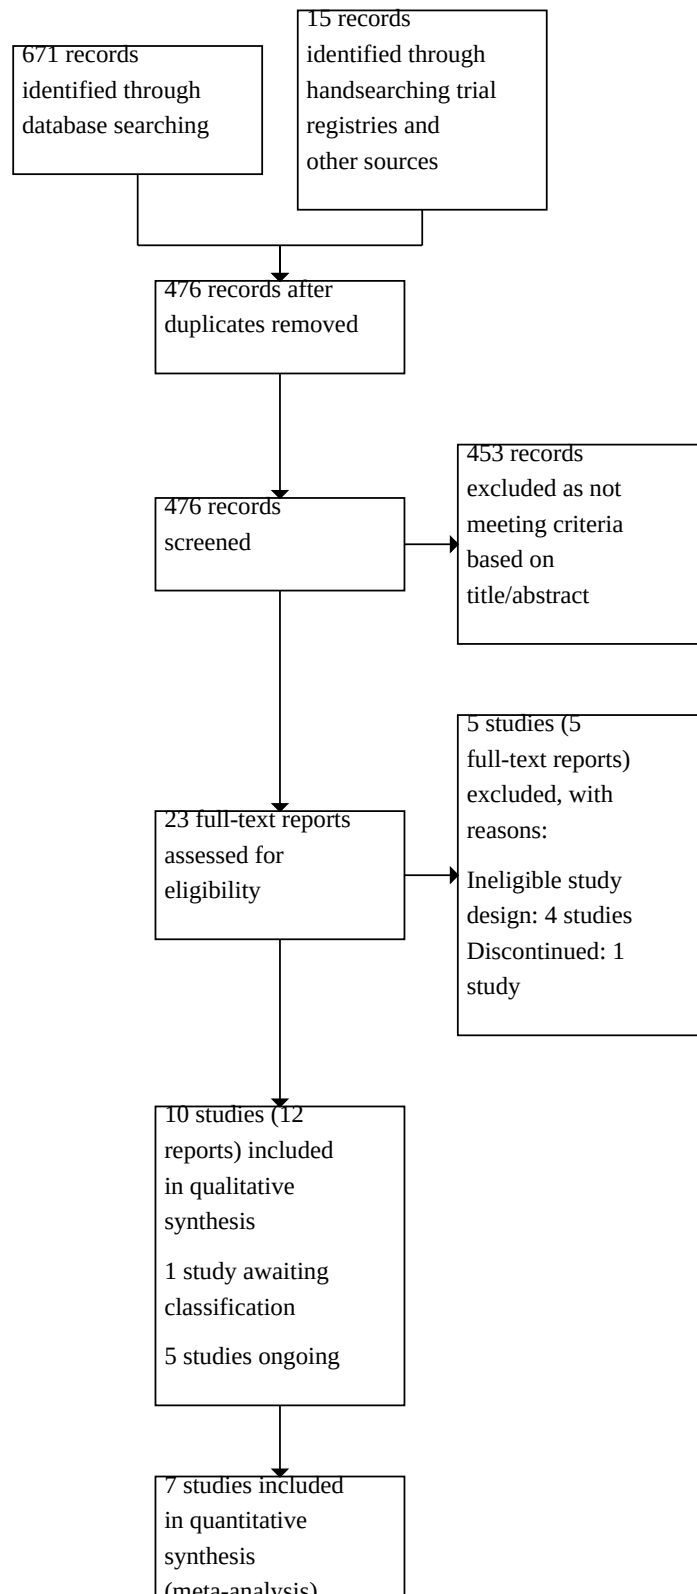 671 records
identified through
database searching
15 records
identified through
handsearching trial
registries and
other sources
476 records after
duplicates removed
476 records
screened
453 records
excluded as not
meeting criteria
based on
title/abstract
23 full-text reports
assessed for
eligibility
5 studies (5
full-text reports)
excluded, with
reasons:
Ineligible study
design: 4 studies
Discontinued: 1
study
10 studies (12
reports) included
in qualitative
synthesis
1 study awaiting
classification
5 studies ongoing
7 studies included
in quantitative
synthesis
(meta-analysis)